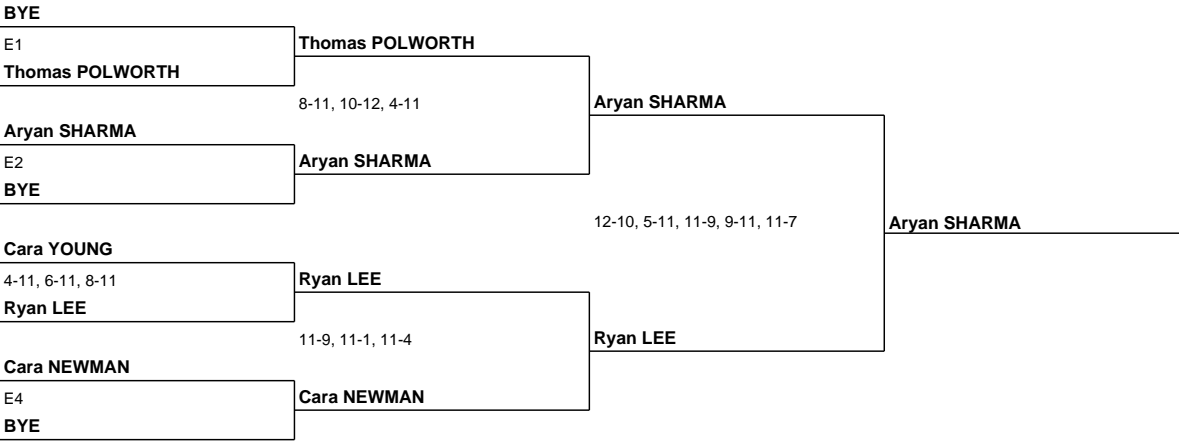 BYE
E1
Thomas POLWORTH
Thomas POLWORTH
8-11, 10-12, 4-11
Aryan SHARMA
Aryan SHARMA
E2
Aryan SHARMA
BYE
12-10, 5-11, 11-9, 9-11, 11-7
Aryan SHARMA
Cara YOUNG
4-11, 6-11, 8-11
Ryan LEE
Ryan LEE
11-9, 11-1, 11-4
Ryan LEE
Cara NEWMAN
E4
Cara NEWMAN
BYE